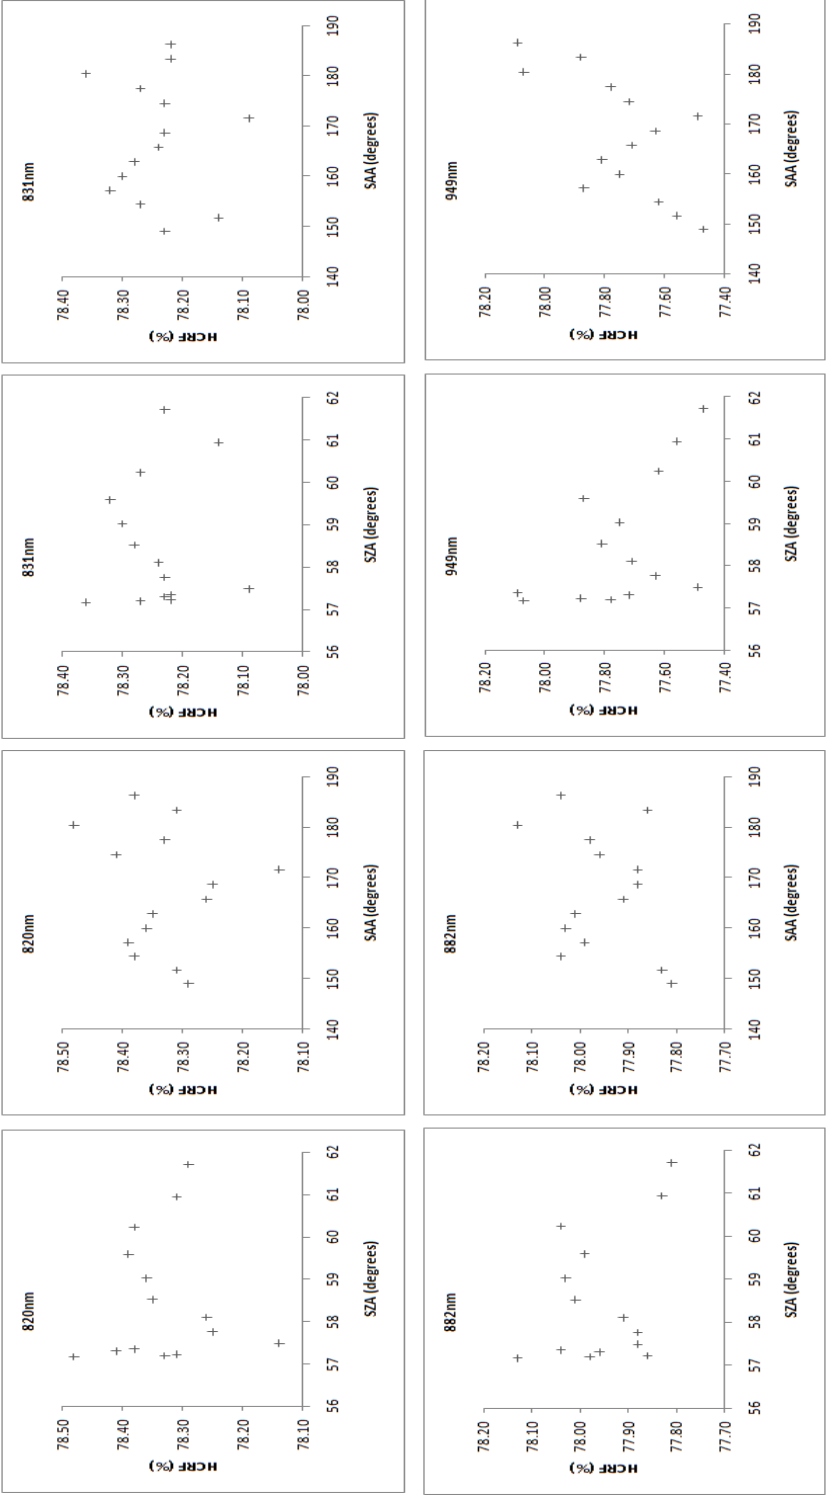 820nm
HCRF (%)
78.50
78.40
78.30
78.20
78.10
56 57 58 59 60 61 62
SZA (degrees)
820nm
HCRF (%)
78.50
78.40
78.30
78.20
78.10
140 150 160 170 180 190
SAA (degrees)
831nm
HCRF (%)
78.40
78.30
78.20
78.10
78.00
56 57 58 59 60 61 62
SZA (degrees)
831nm
HCRF (%)
78.40
78.30
78.20
78.10
78.00
140 150 160 170 180 190
SAA (degrees)
882nm
HCRF (%)
78.20
78.10
78.00
77.90
77.80
77.70
56 57 58 59 60 61 62
SZA (degrees)
882nm
HCRF (%)
78.20
78.10
78.00
77.90
77.80
77.70
140 150 160 170 180 190
SAA (degrees)
949nm
HCRF (%)
78.20
78.00
77.80
77.60
77.40
56 57 58 59 60 61 62
SZA (degrees)
949nm
HCRF (%)
78.20
78.00
77.80
77.60
77.40
140 150 160 170 180 190
SAA (degrees)